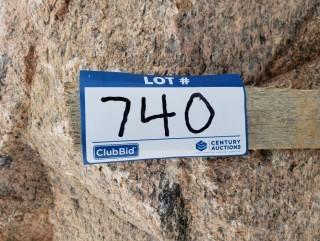 LOT #
740
ClubBid
CENTURY
AUCTIONS